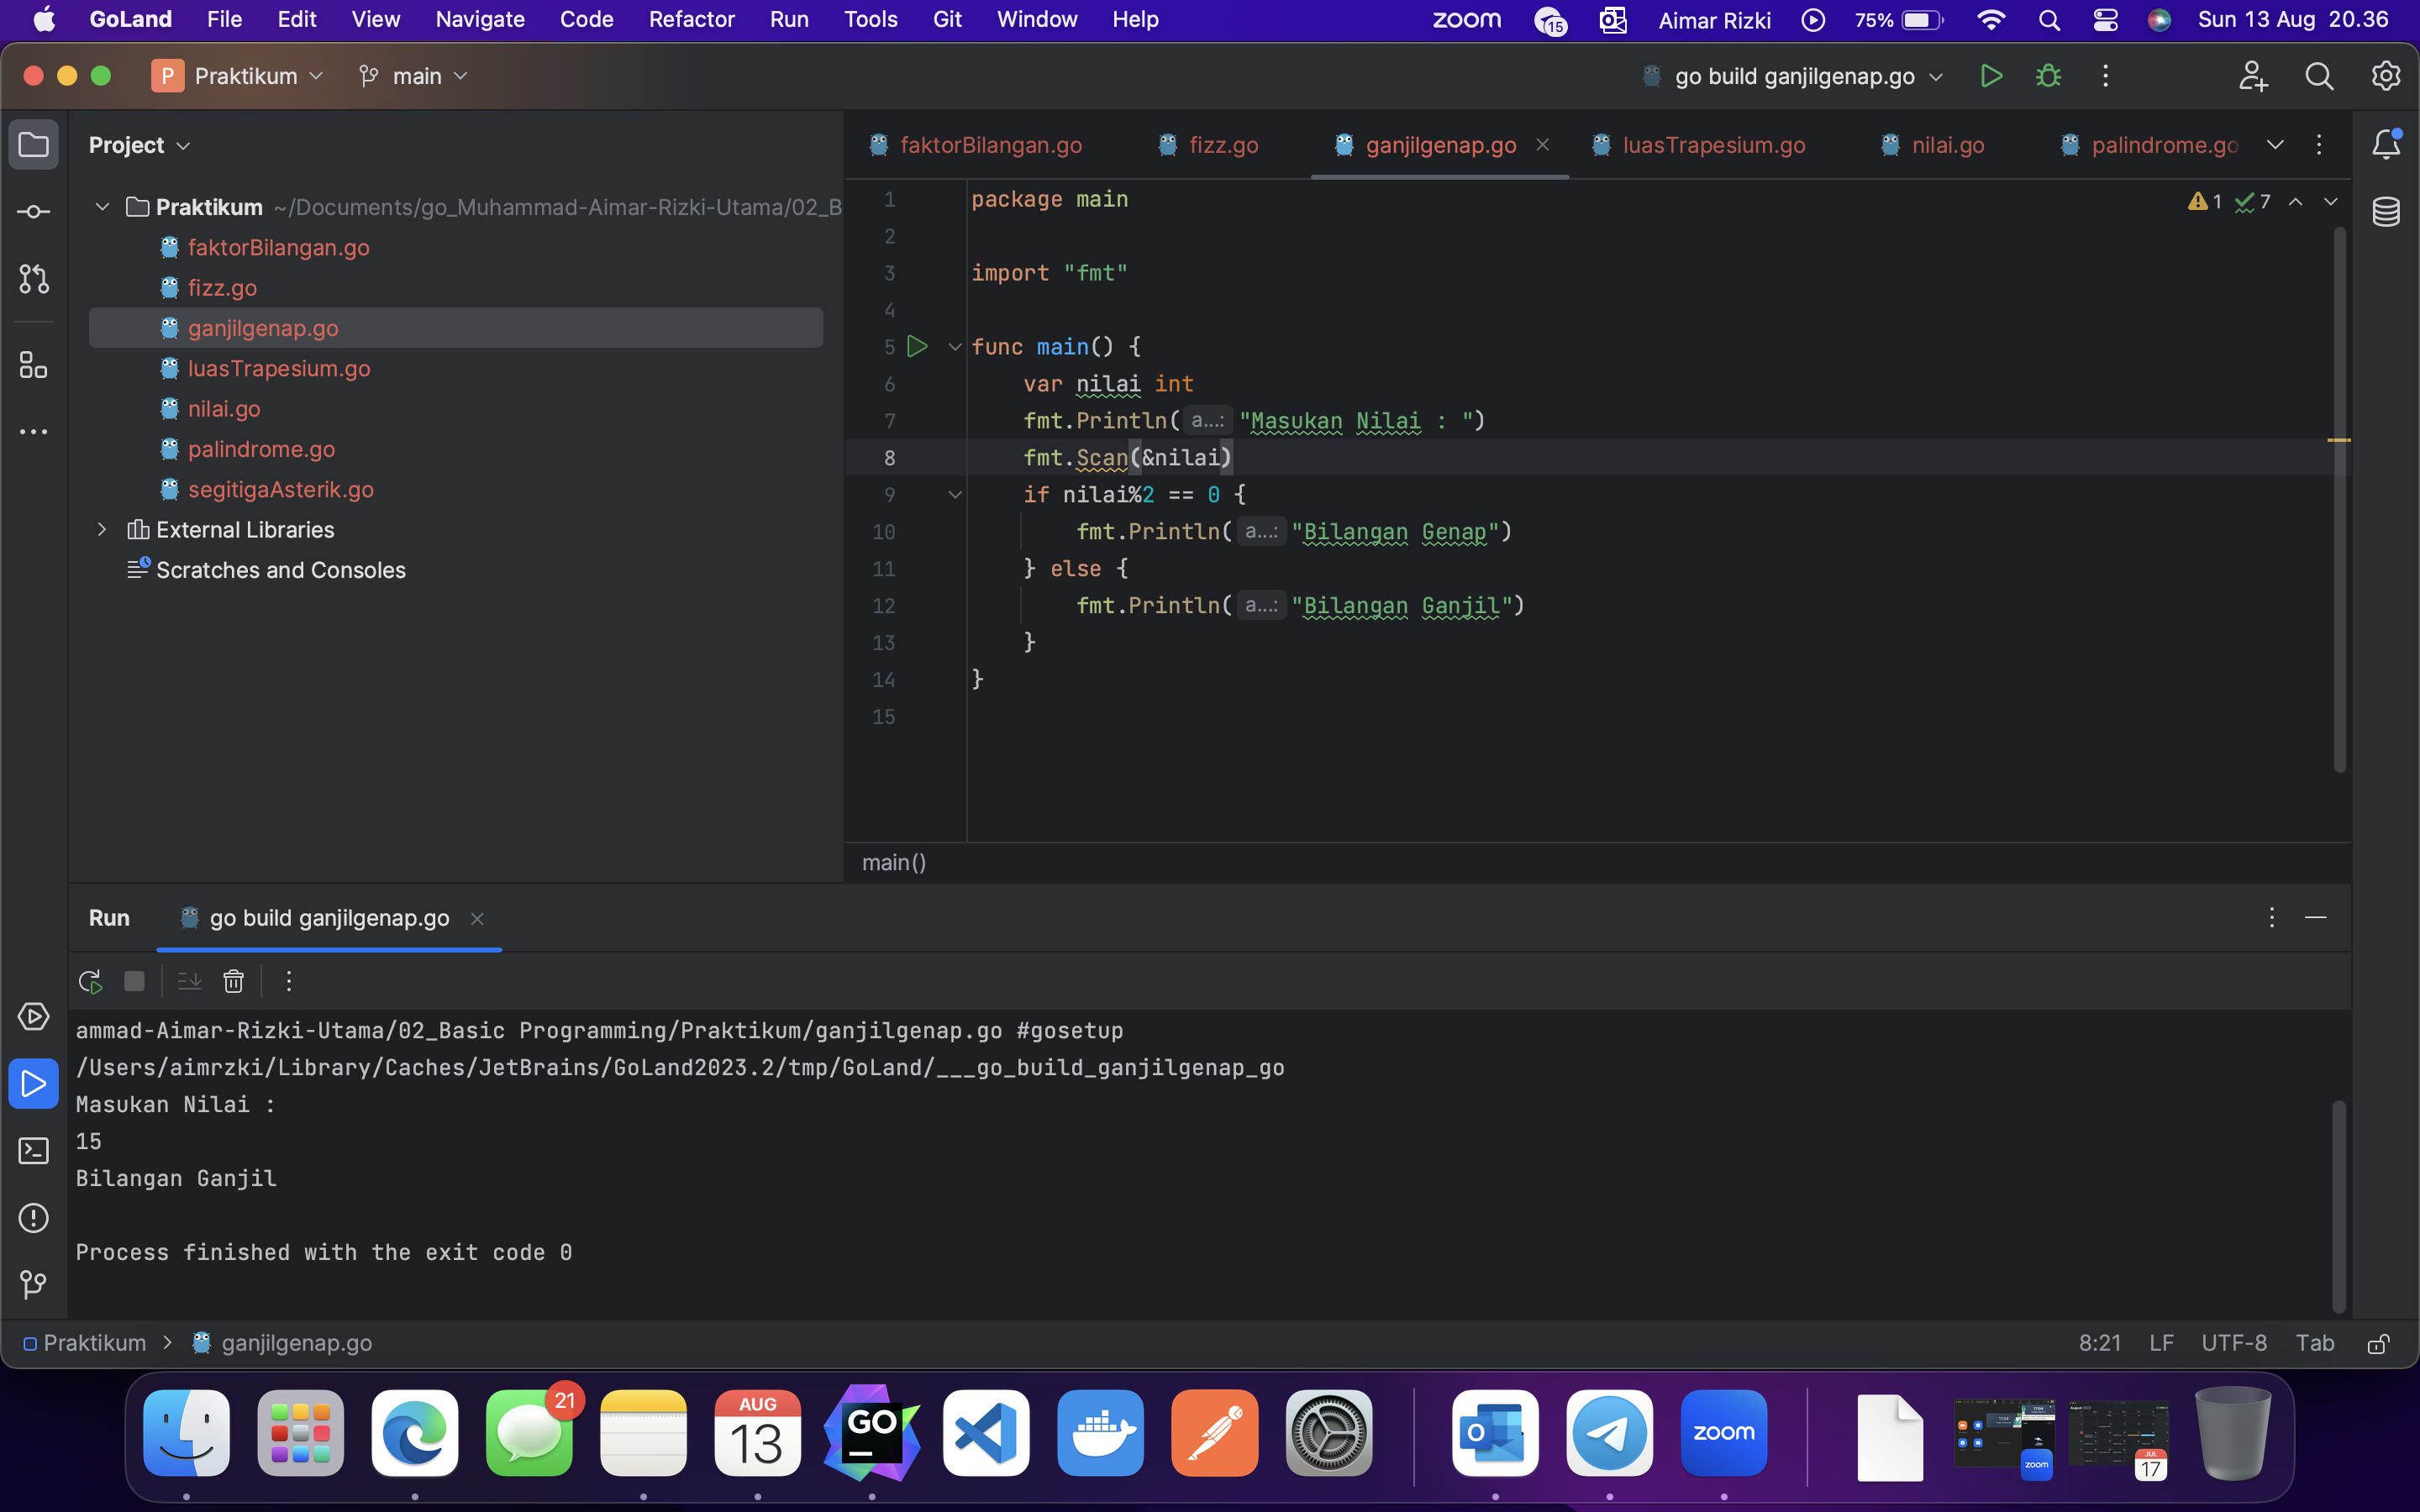 GoLand File Edit View Navigate Code Refactor Run Tools Git Window Help zoom 15 Aimar Rizki 75% Sun 13 Aug 20.36
P Praktikum main go build ganjilgenap.go
Project
faktorBilangan.go fizz.go ganjilgenap.go luasTrapesium.go nilai.go palindrome.go
Praktikum ~/Documents/go_Muhammad-Aimar-Rizki-Utama/02_B
faktorBilangan.go
fizz.go
ganjilgenap.go
luasTrapesium.go
nilai.go
palindrome.go
segitigaAsterik.go
External Libraries
Scratches and Consoles
1 package main
1 7
2
3 import "fmt"
4
5 func main() {
6 var nilai int
7 fmt.Println( a...: "Masukan Nilai : ")
8 fmt.Scan(&nilai)
9 if nilai%2 == 0 {
10 fmt.Println( a...: "Bilangan Genap")
11 } else {
12 fmt.Println( a...: "Bilangan Ganjil")
13 }
14 }
15
main()
Run go build ganjilgenap.go
ammad-Aimar-Rizki-Utama/02_Basic Programming/Praktikum/ganjilgenap.go #gosetup
/Users/aimrzki/Library/Caches/JetBrains/GoLand2023.2/tmp/GoLand/___go_build_ganjilgenap_go
Masukan Nilai :
15
Bilangan Ganjil
Process finished with the exit code 0
Praktikum > ganjilgenap.go 8:21 LF UTF-8 Tab
21
AUG
13
GO
O
zoom
zoom
JUL
17